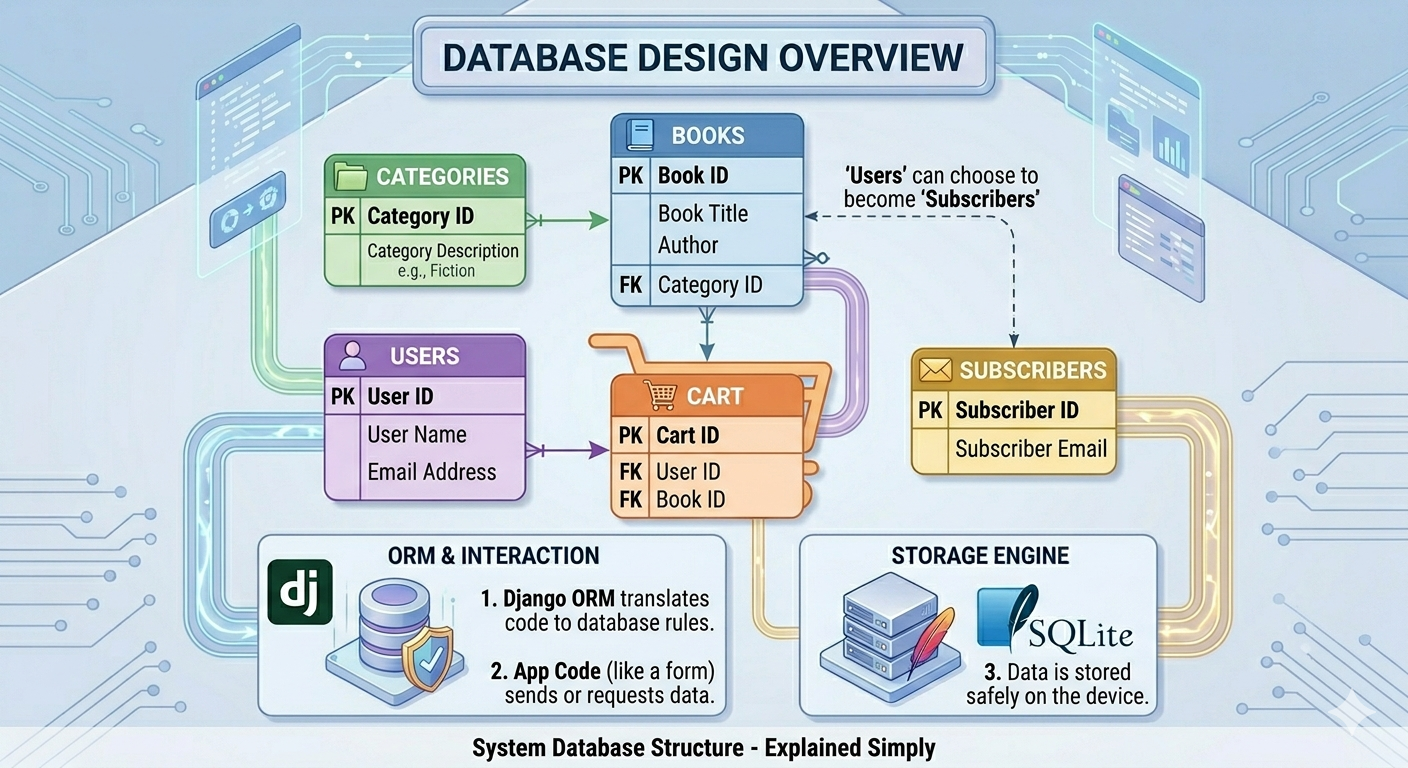 DATABASE DESIGN OVERVIEW
CATEGORIES
PK Category ID
Category Description
e.g., Fiction
BOOKS
PK Book ID
Book Title
Author
FK Category ID
'Users' can choose to
become 'Subscribers'
USERS
PK User ID
User Name
Email Address
CART
PK Cart ID
FK User ID
FK Book ID
SUBSCRIBERS
PK Subscriber ID
Subscriber Email
ORM & INTERACTION
dj
1. Django ORM translates
code to database rules.
2. App Code (like a form)
sends or requests data.
STORAGE ENGINE
SQLite
3. Data is stored
safely on the device.
System Database Structure - Explained Simply